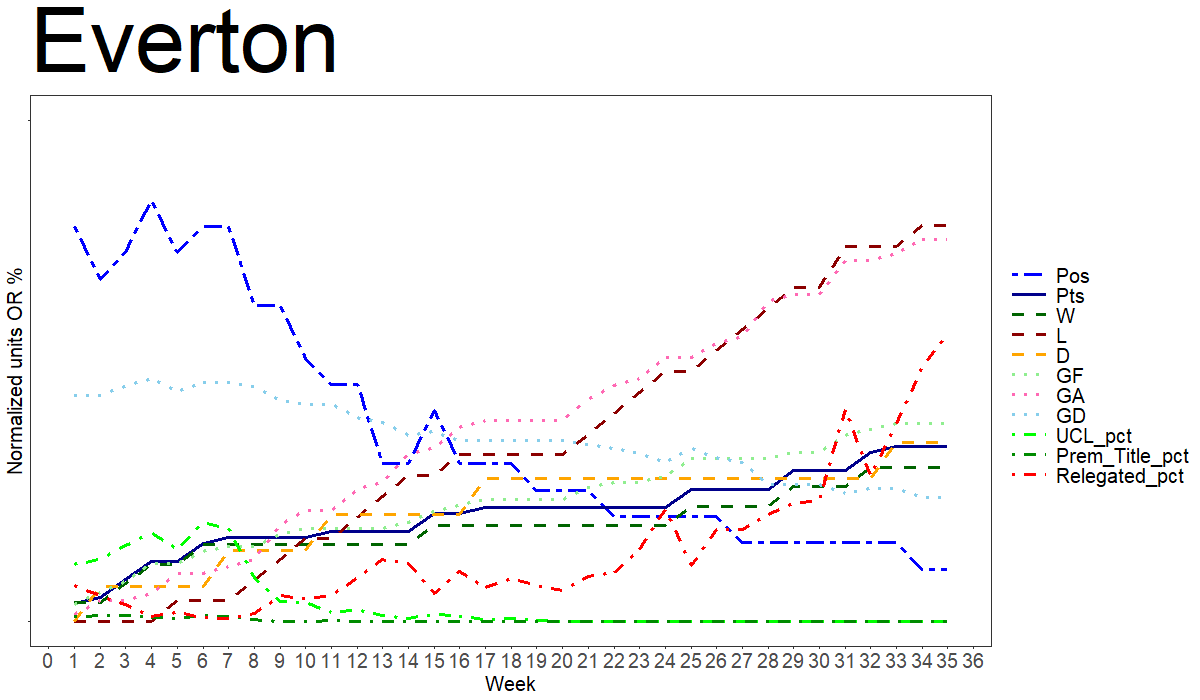 Everton
Normalized units OR %
0 1 2 3 4 5 6 7 8 9 10 11 12 13 14 15 16 17 18 19 20 21 22 23 24 25 26 27 28 29 30 31 32 33 34 35 36
Week
Pos
Pts
W
L
D
GF
GA
GD
UCL_pct
Prem_Title_pct
Relegated_pct